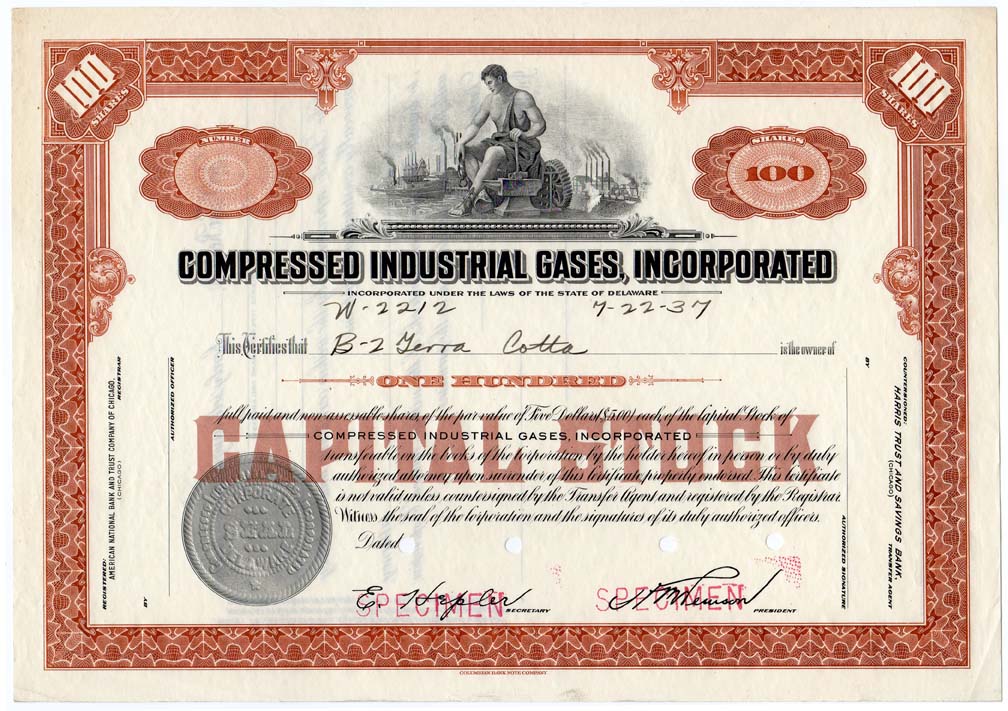 100 SHARES
100 SHARES
NUMBER
SHARES
100
COMPRESSED INDUSTRIAL GASES, INCORPORATED
INCORPORATED UNDER THE LAWS OF THE STATE OF DELAWARE
W-2212 7-22-37
This Certifies that B-2 Terra Cotta is the owner of
ONE HUNDRED
full paid and non-assessable shares of the par value of Five Dollars ($5.00) each of the Capital Stock of
CAPITAL STOCK
COMPRESSED INDUSTRIAL GASES, INCORPORATED
transferable on the books of the Corporation by the holder hereof in person or by duly
authorized attorney upon surrender of this Certificate properly endorsed. This Certificate
is not valid unless countersigned by the Transfer Agent and registered by the Registrar.
Witness the seal of the Corporation and the signatures of its duly authorized officers.
Dated
SPECIMEN SECRETARY
SPECIMEN PRESIDENT
REGISTERED:
AMERICAN NATIONAL BANK AND TRUST COMPANY OF CHICAGO,
(CHICAGO)
REGISTRAR
BY
AUTHORIZED OFFICER
COUNTERSIGNED:
HARRIS TRUST AND SAVINGS BANK,
(CHICAGO)
TRANSFER AGENT
BY
AUTHORIZED SIGNATURE
COLUMBIAN BANK NOTE COMPANY